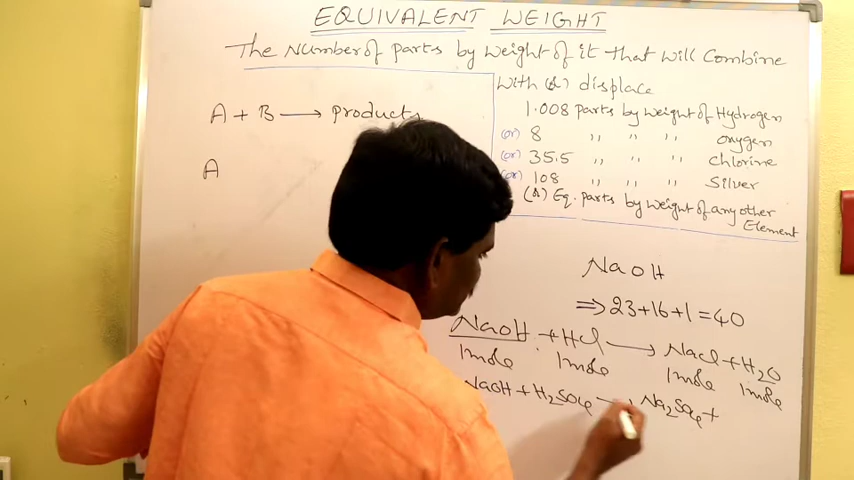 EQUIVALENT WEIGHT
The Number of parts by weight of it that will Combine
with (or) displace
1.008 parts by weight of Hydrogen
(or) 8 ,, ,, ,, oxygen
(or) 35.5 ,, ,, ,, chlorine
(or) 108 ,, ,, ,, Silver
(or) Eq. parts by weight of any other
Element
A + B ⟶ products
A
NaOH
⇒ 23+16+1=40
NaOH + HCl ⟶ NaCl + H2O
1mole 1mole 1mole 1mole
NaOH + H2SO4 ⟶ Na2SO4 +